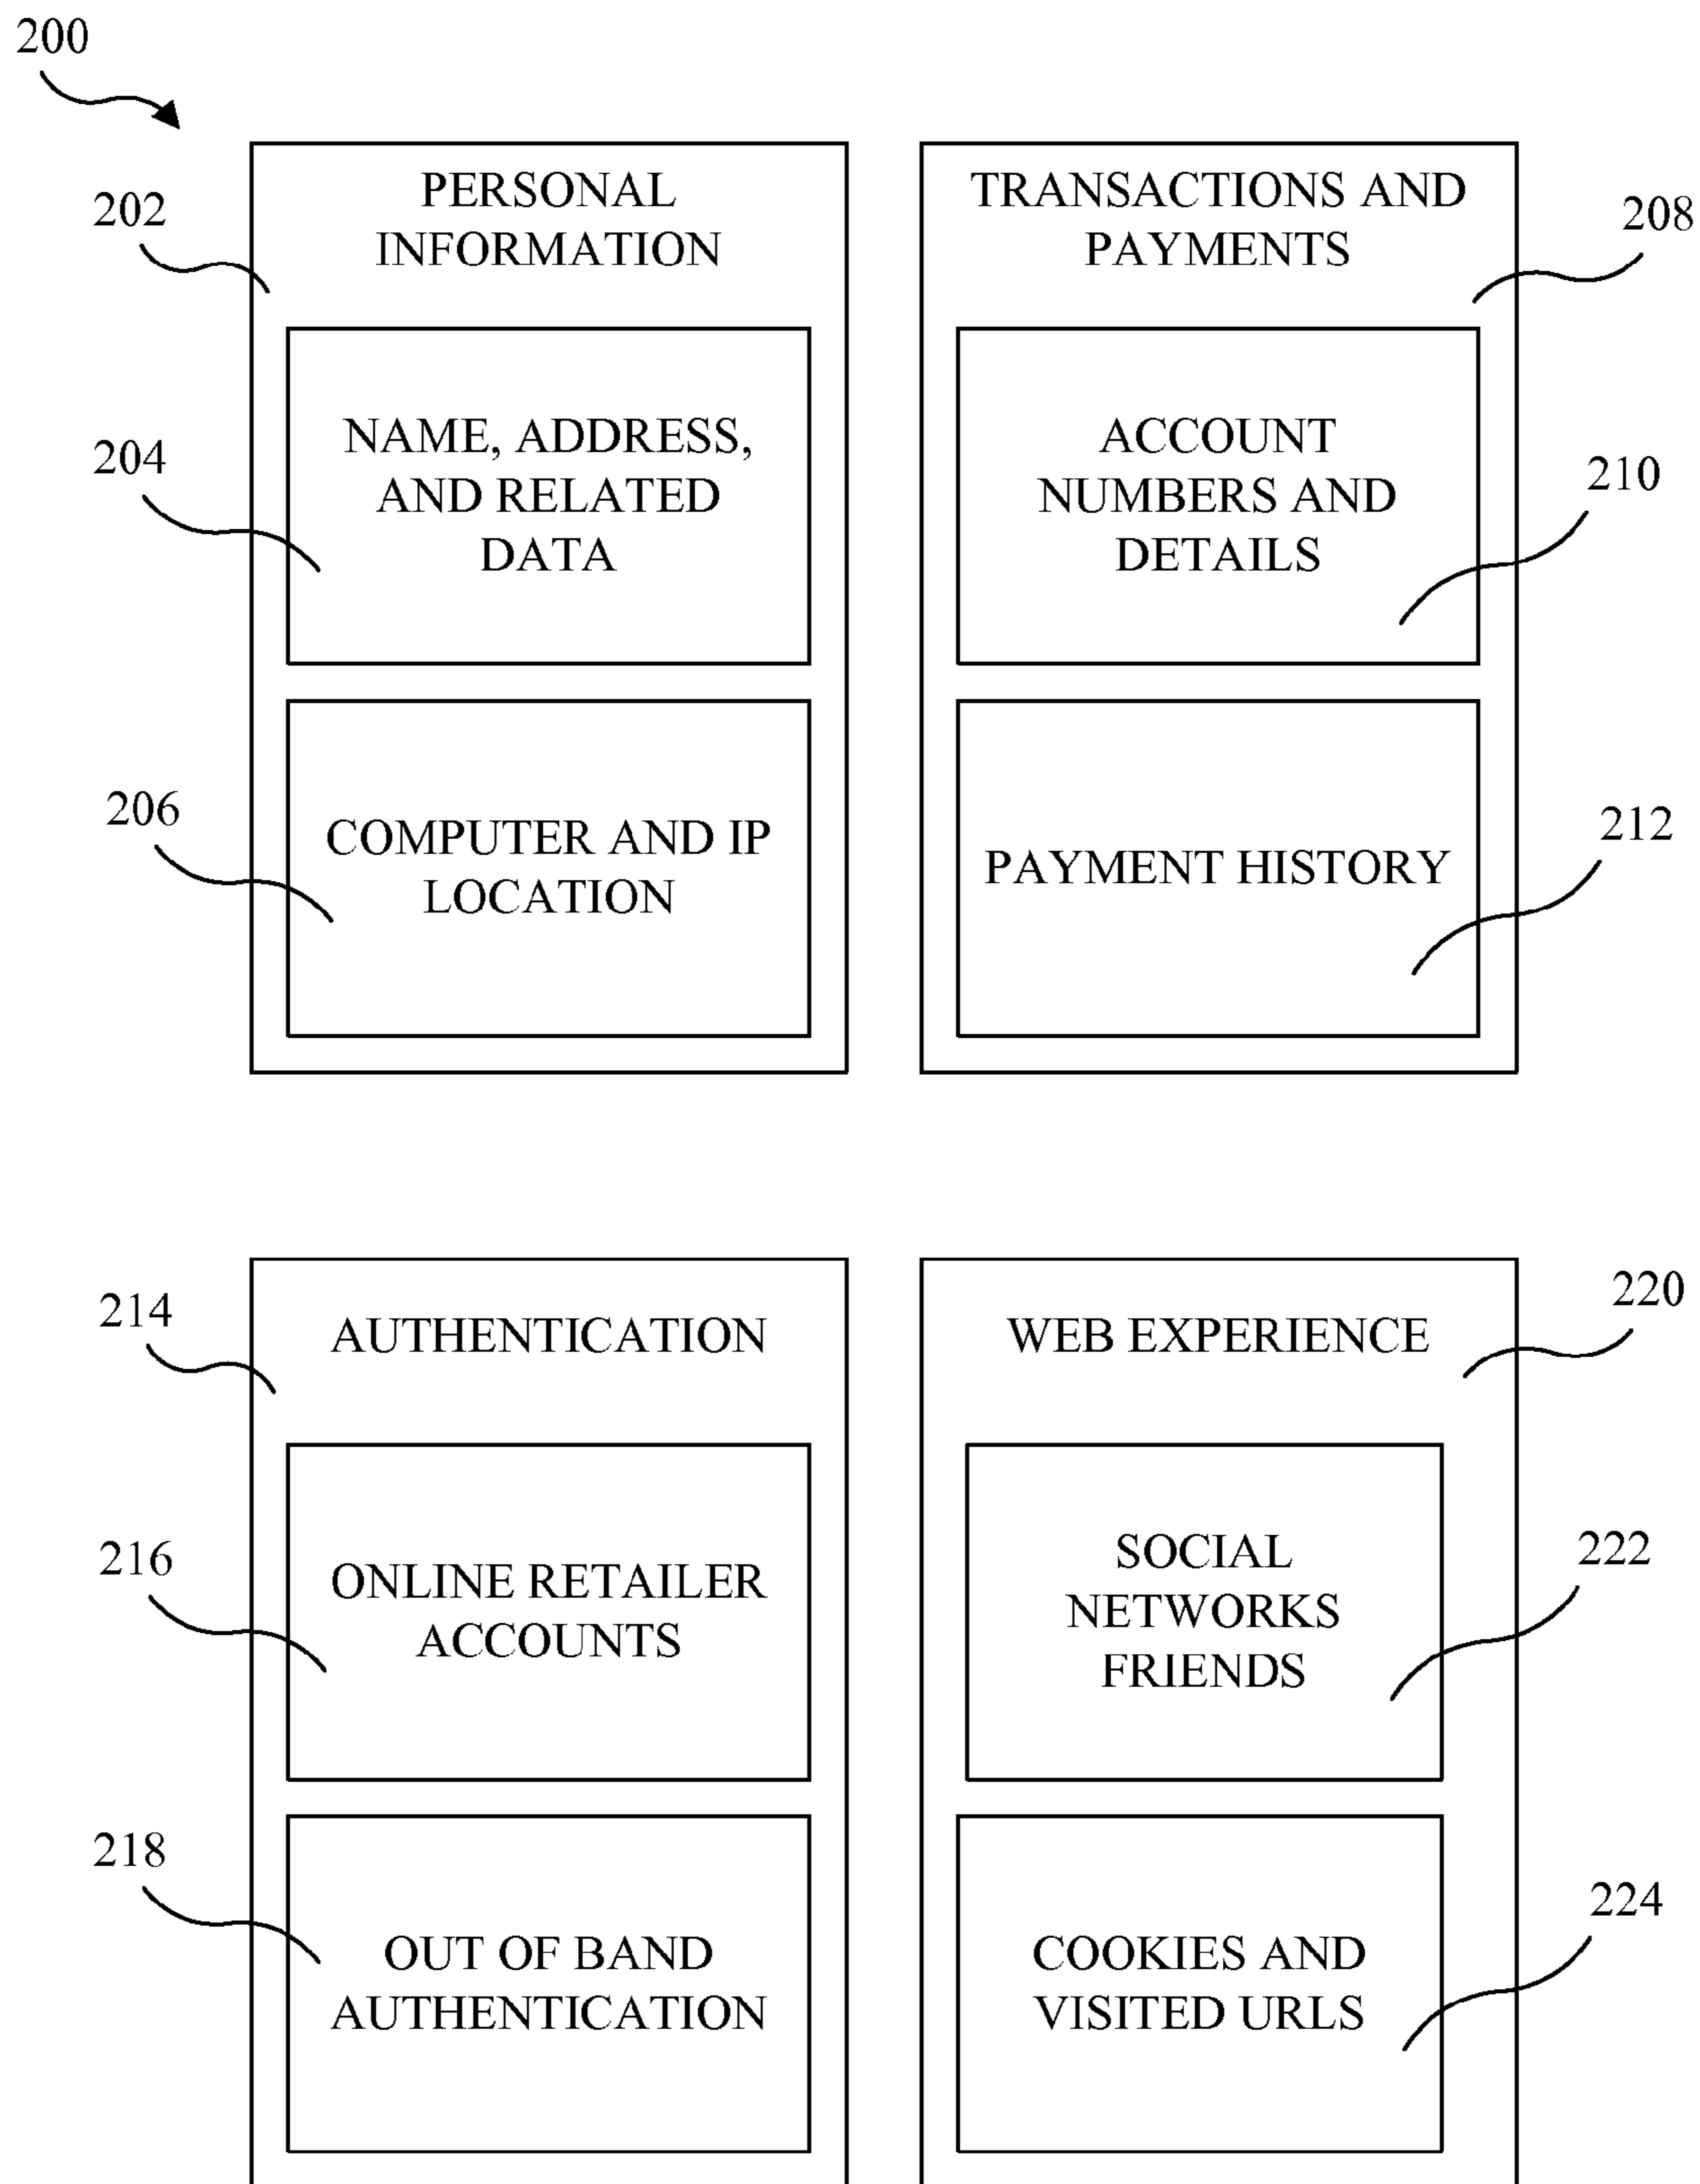 200
202
PERSONAL
INFORMATION
204
NAME, ADDRESS,
AND RELATED
DATA
206
COMPUTER AND IP
LOCATION
TRANSACTIONS AND
PAYMENTS
208
ACCOUNT
NUMBERS AND
DETAILS
210
PAYMENT HISTORY
212
214
AUTHENTICATION
216
ONLINE RETAILER
ACCOUNTS
218
OUT OF BAND
AUTHENTICATION
WEB EXPERIENCE
220
SOCIAL
NETWORKS
FRIENDS
222
COOKIES AND
VISITED URLS
224